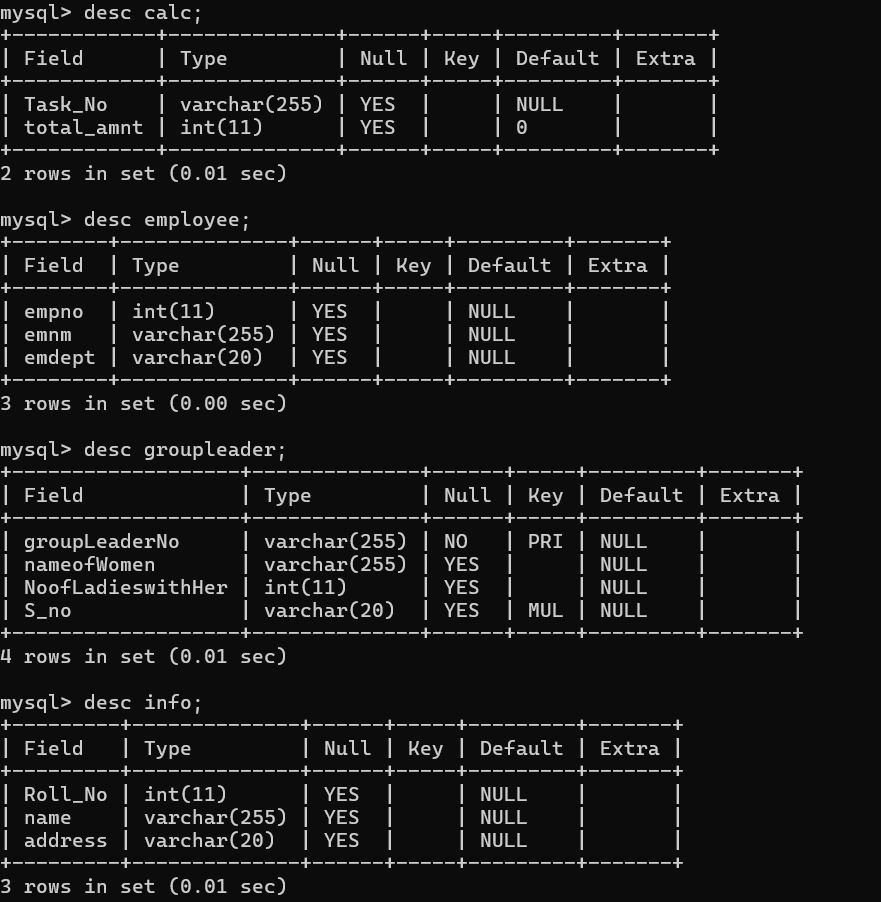 mysql> desc calc;
+------------+--------------+------+-----+---------+-------+
| Field      | Type         | Null | Key | Default | Extra |
+------------+--------------+------+-----+---------+-------+
| Task_No    | varchar(255) | YES  |     | NULL    |       |
| total_amnt | int(11)      | YES  |     | 0       |       |
+------------+--------------+------+-----+---------+-------+
2 rows in set (0.01 sec)

mysql> desc employee;
+--------+--------------+------+-----+---------+-------+
| Field  | Type         | Null | Key | Default | Extra |
+--------+--------------+------+-----+---------+-------+
| empno  | int(11)      | YES  |     | NULL    |       |
| emnm   | varchar(255) | YES  |     | NULL    |       |
| emdept | varchar(20)  | YES  |     | NULL    |       |
+--------+--------------+------+-----+---------+-------+
3 rows in set (0.00 sec)

mysql> desc groupleader;
+-------------------+--------------+------+-----+---------+-------+
| Field             | Type         | Null | Key | Default | Extra |
+-------------------+--------------+------+-----+---------+-------+
| groupLeaderNo     | varchar(255) | NO   | PRI | NULL    |       |
| nameofWomen       | varchar(255) | YES  |     | NULL    |       |
| NoofLadieswithHer | int(11)      | YES  |     | NULL    |       |
| S_no              | varchar(20)  | YES  | MUL | NULL    |       |
+-------------------+--------------+------+-----+---------+-------+
4 rows in set (0.01 sec)

mysql> desc info;
+---------+--------------+------+-----+---------+-------+
| Field   | Type         | Null | Key | Default | Extra |
+---------+--------------+------+-----+---------+-------+
| Roll_No | int(11)      | YES  |     | NULL    |       |
| name    | varchar(255) | YES  |     | NULL    |       |
| address | varchar(20)  | YES  |     | NULL    |       |
+---------+--------------+------+-----+---------+-------+
3 rows in set (0.01 sec)